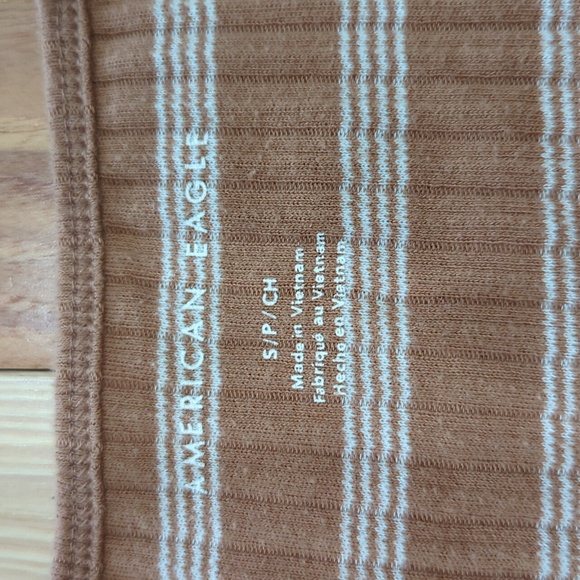 AMERICAN EAGLE
S/P/CH
Made in Vietnam
Fabriqué au Vietnam
Hecho en Vietnam